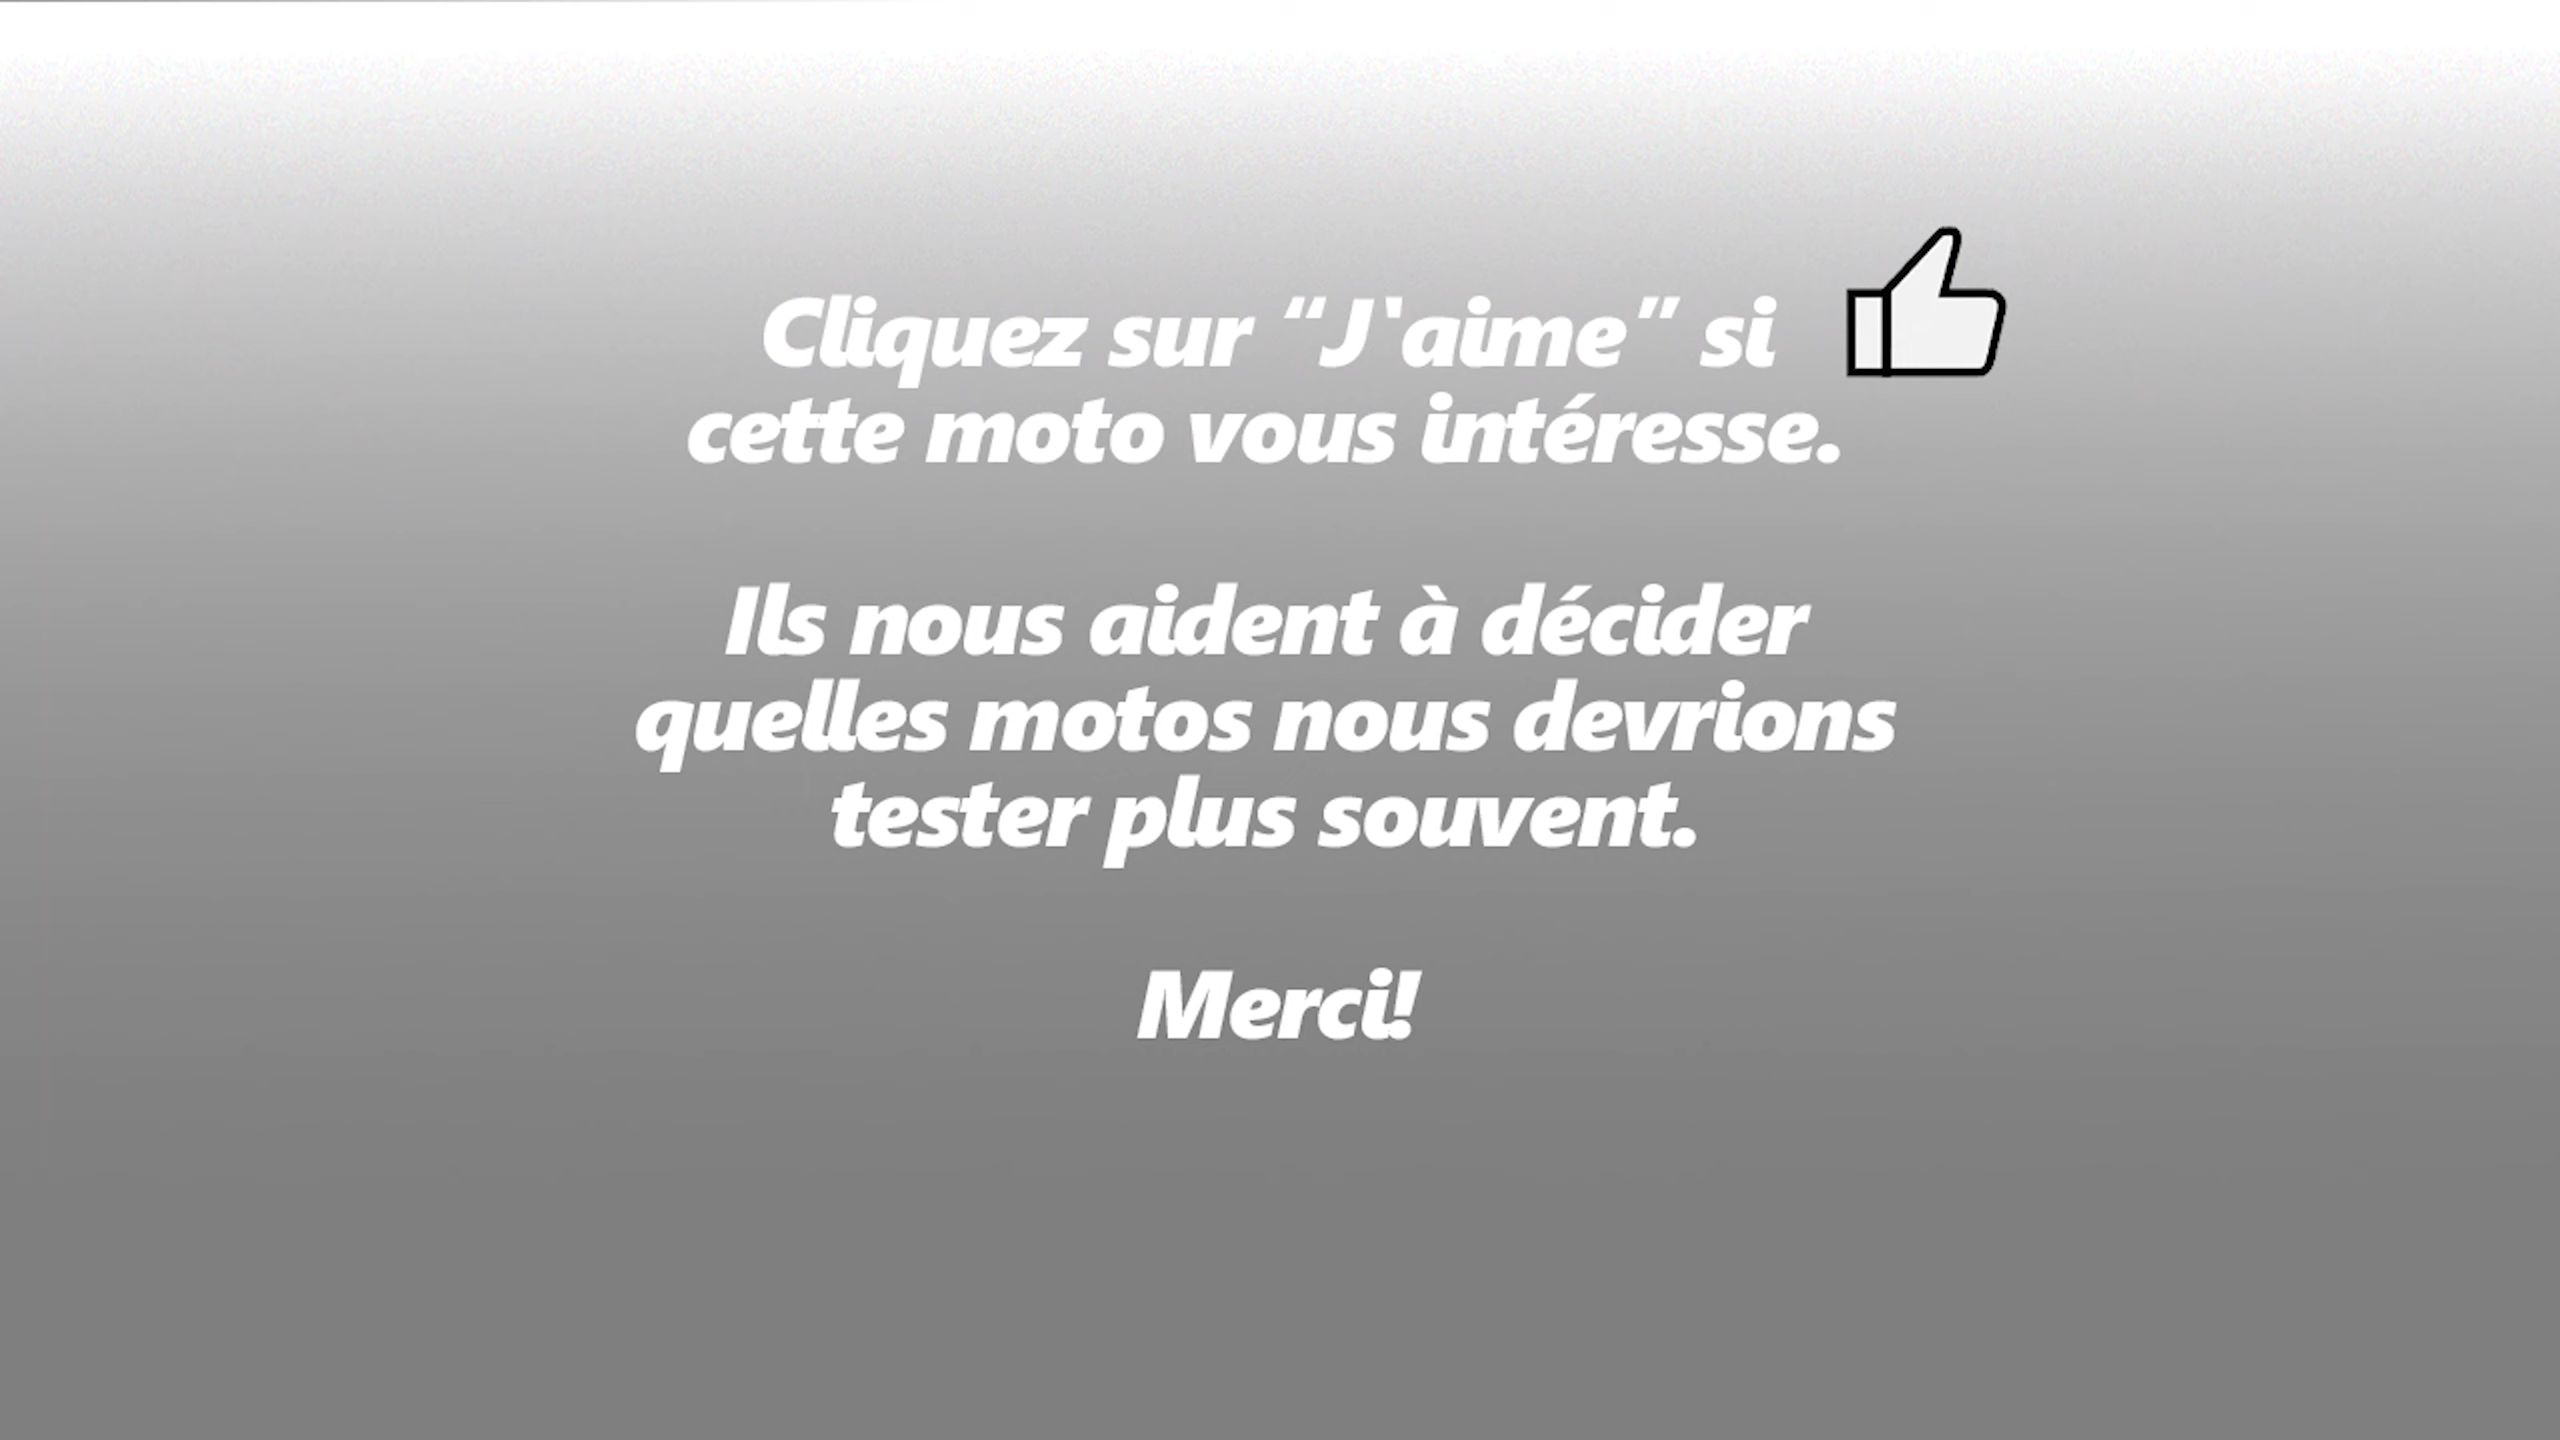 Cliquez sur “J‘aime” si
cette moto vous intéresse.
Ils nous aident à décider
quelles motos nous devrions
tester plus souvent.
Merci!